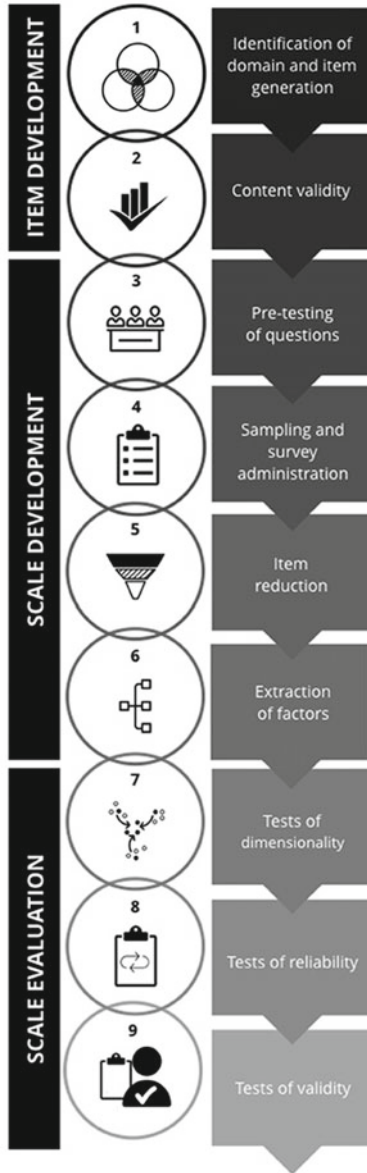 ITEM DEVELOPMENT
1
Identification of
domain and item
generation
2
Content validity
SCALE DEVELOPMENT
3
Pre-testing
of questions
4
Sampling and
survey
administration
5
Item
reduction
6
Extraction
of factors
SCALE EVALUATION
7
Tests of
dimensionality
8
Tests of reliability
9
Tests of validity